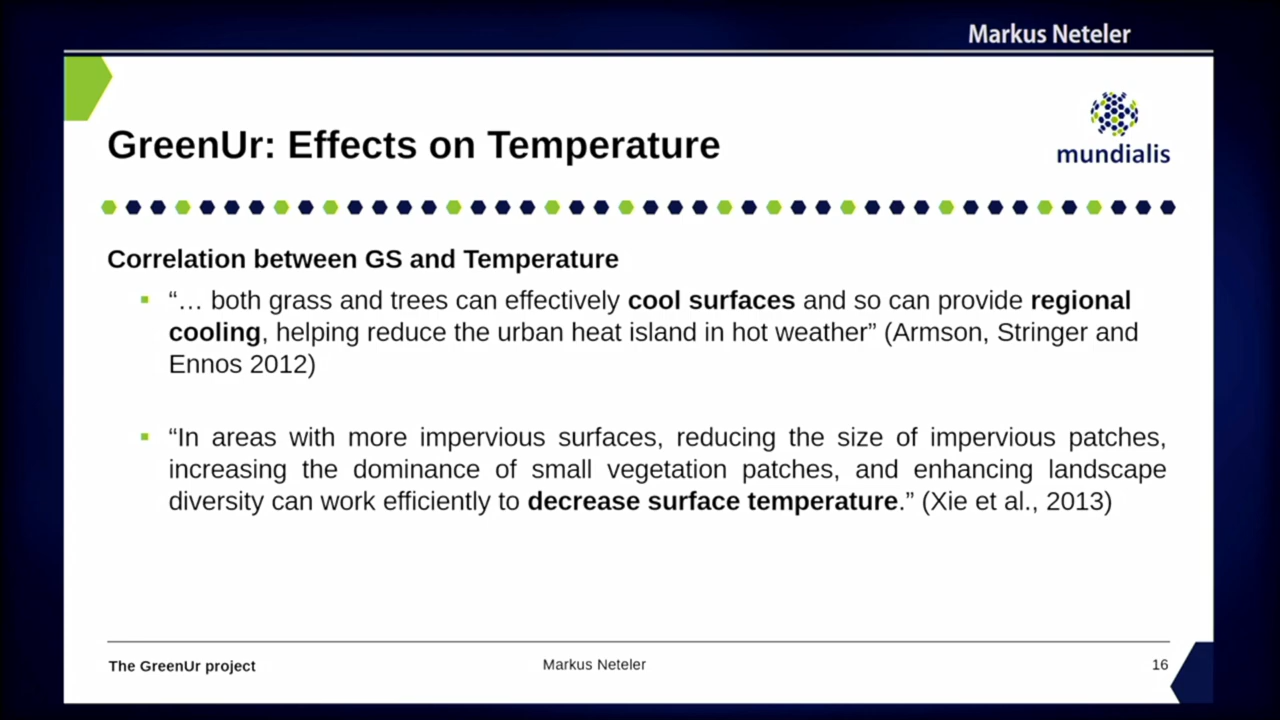 Markus Neteler
mundialis
GreenUr: Effects on Temperature
Correlation between GS and Temperature
“… both grass and trees can effectively cool surfaces and so can provide regional
cooling, helping reduce the urban heat island in hot weather” (Armson, Stringer and
Ennos 2012)
“In areas with more impervious surfaces, reducing the size of impervious patches,
increasing the dominance of small vegetation patches, and enhancing landscape
diversity can work efficiently to decrease surface temperature.” (Xie et al., 2013)
The GreenUr project
Markus Neteler
16